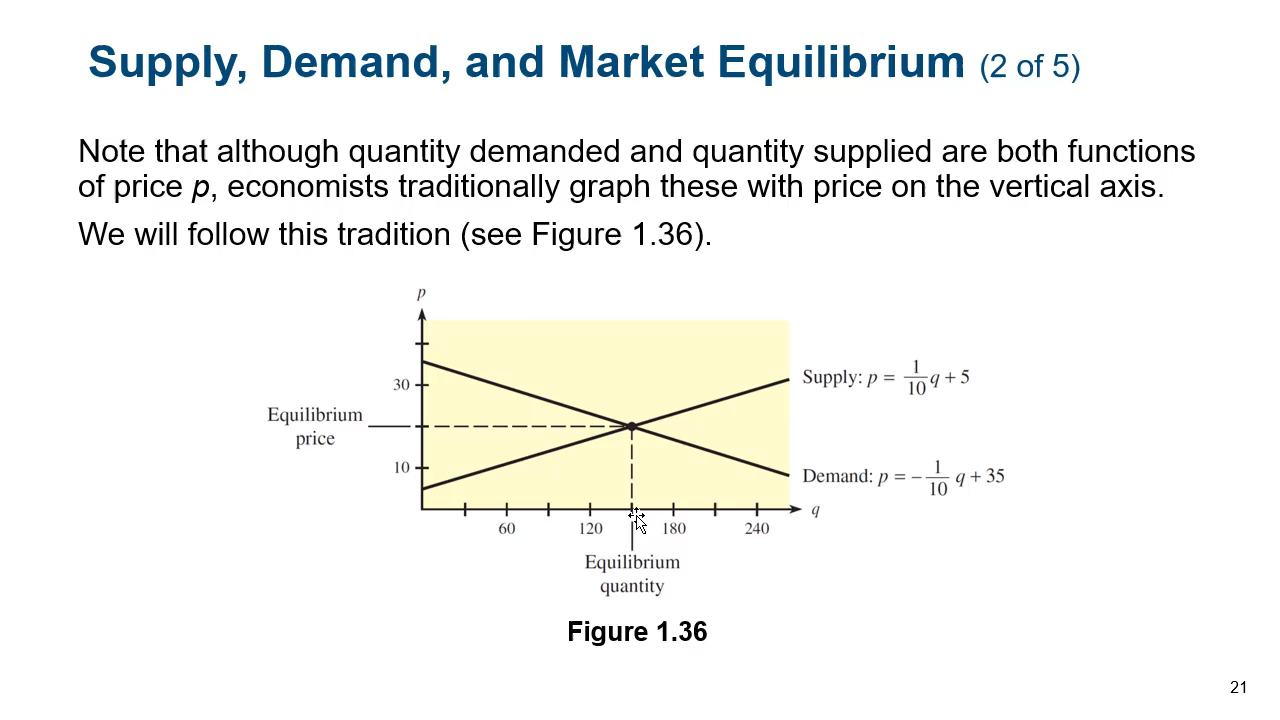 Supply, Demand, and Market Equilibrium (2 of 5)
Note that although quantity demanded and quantity supplied are both functions
of price p, economists traditionally graph these with price on the vertical axis.
We will follow this tradition (see Figure 1.36).
p
30
10
Equilibrium
price
Supply: p = 1/10 q + 5
Demand: p = – 1/10 q + 35
q
60 120 180 240
Equilibrium
quantity
Figure 1.36
21